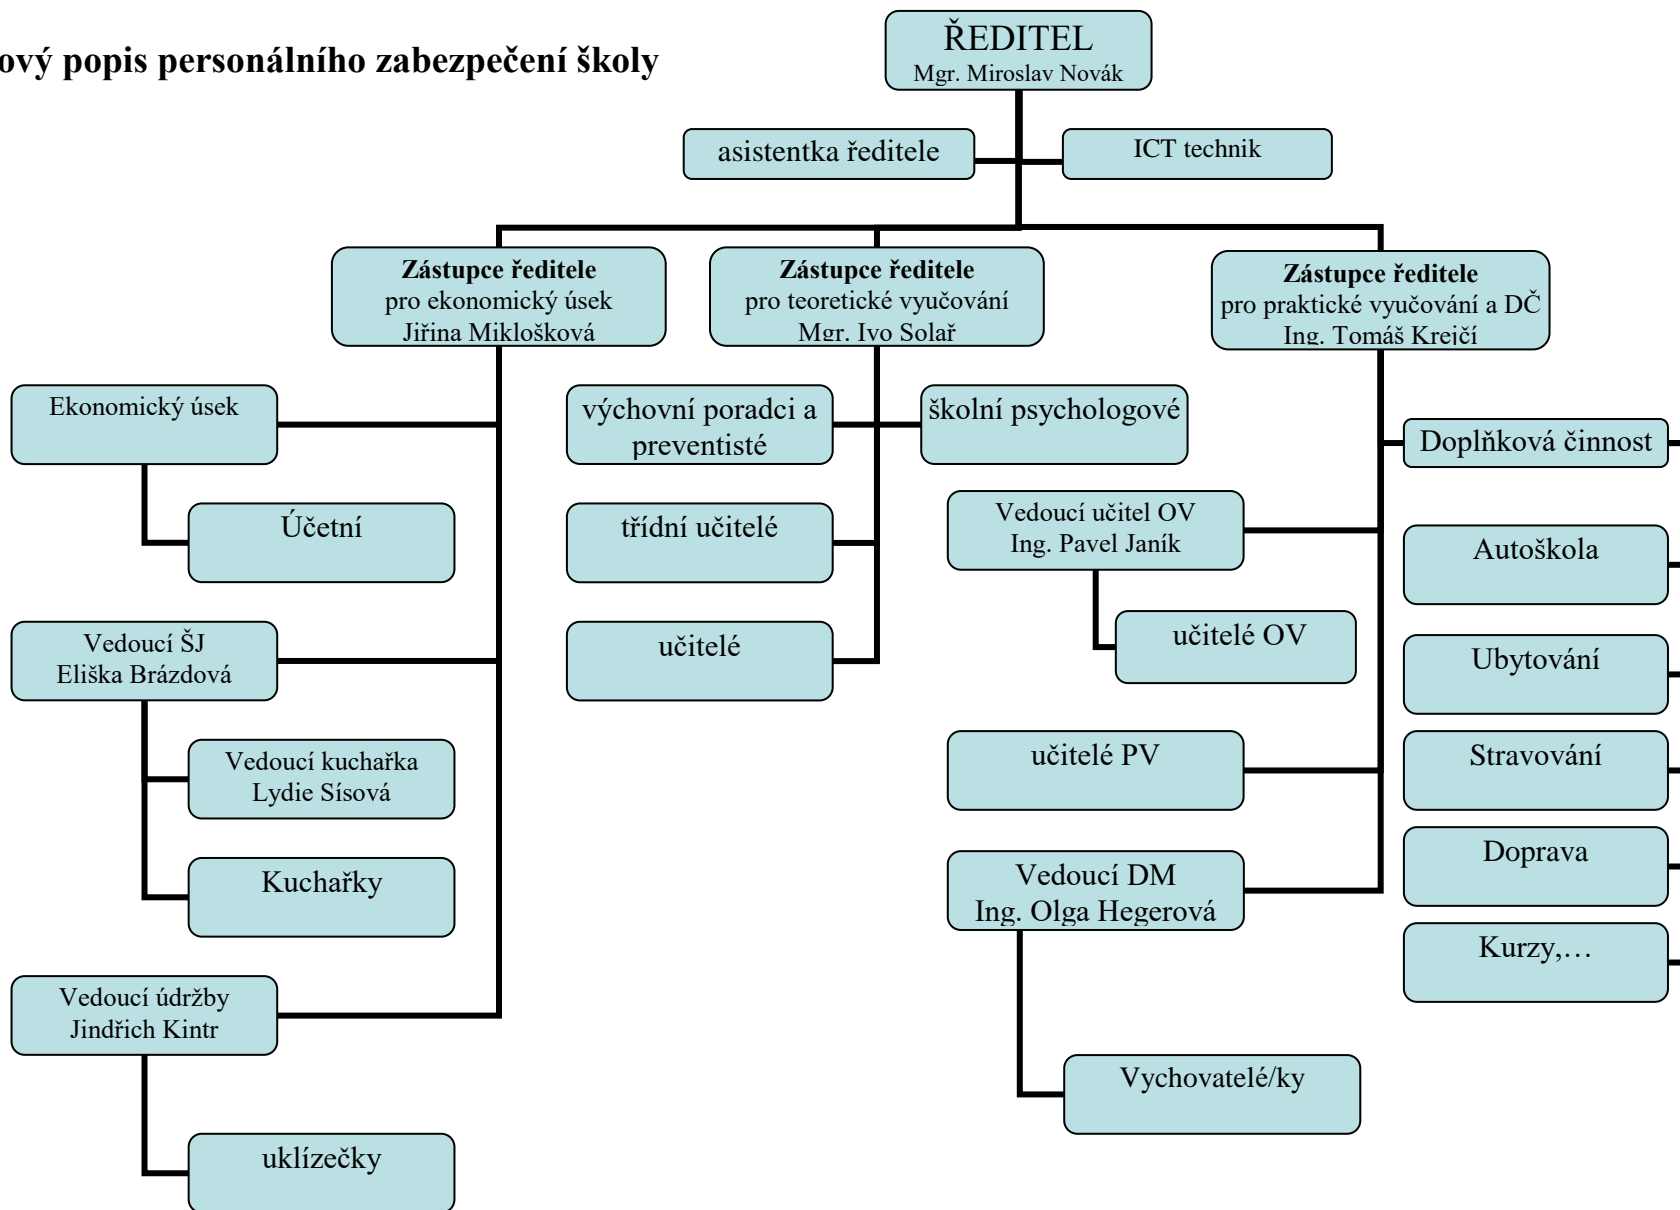 ový popis personálního zabezpečení školy
ŘEDITEL
Mgr. Miroslav Novák
asistentka ředitele
ICT technik
Zástupce ředitele
pro ekonomický úsek
Jiřina Miklošková
Zástupce ředitele
pro teoretické vyučování
Mgr. Ivo Solař
Zástupce ředitele
pro praktické vyučování a DČ
Ing. Tomáš Krejčí
Ekonomický úsek
Účetní
Vedoucí ŠJ
Eliška Brázdová
Vedoucí kuchařka
Lydie Sísová
Kuchařky
Vedoucí údržby
Jindřich Kintr
uklízečky
výchovní poradci a
preventisté
školní psychologové
třídní učitelé
učitelé
Vedoucí učitel OV
Ing. Pavel Janík
učitelé OV
učitelé PV
Vedoucí DM
Ing. Olga Hegerová
Vychovatelé/ky
Doplňková činnost
Autoškola
Ubytování
Stravování
Doprava
Kurzy,…